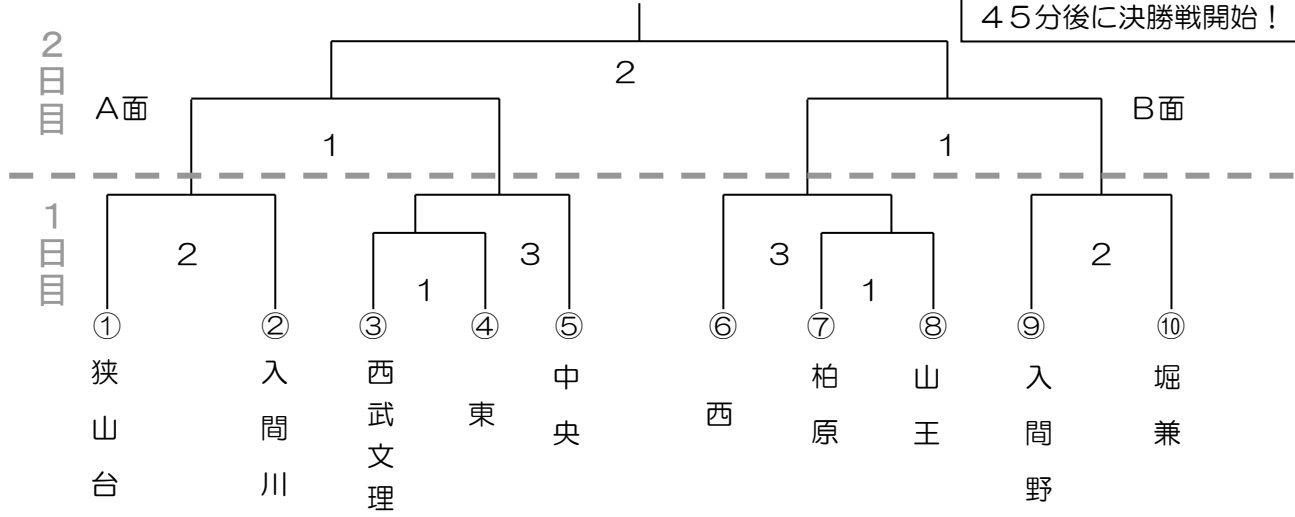 45分後に決勝戦開始!
2日目
2
A面
B面
1
1
1日目
2
3
3
2
1
1
①
②
③
④
⑤
⑥
⑦
⑧
⑨
⑩
狭山台
入間川
西武文理
東
中央
西
柏原
山王
入間野
堀兼